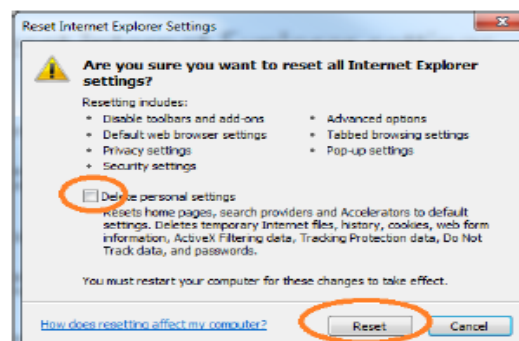 Reset Internet Explorer Settings
Are you sure you want to reset all Internet Explorer
settings?
Resetting includes:
• Disable toolbars and add-ons
• Default web browser settings
• Privacy settings
• Security settings
• Advanced options
• Tabbed browsing settings
• Pop-up settings
Delete personal settings
Resets home pages, search providers and Accelerators to default
settings. Deletes temporary Internet files, history, cookies, web form
information, ActiveX Filtering data, Tracking Protection data, Do Not
Track data, and passwords.
You must restart your computer for these changes to take effect.
How does resetting affect my computer?
Reset
Cancel